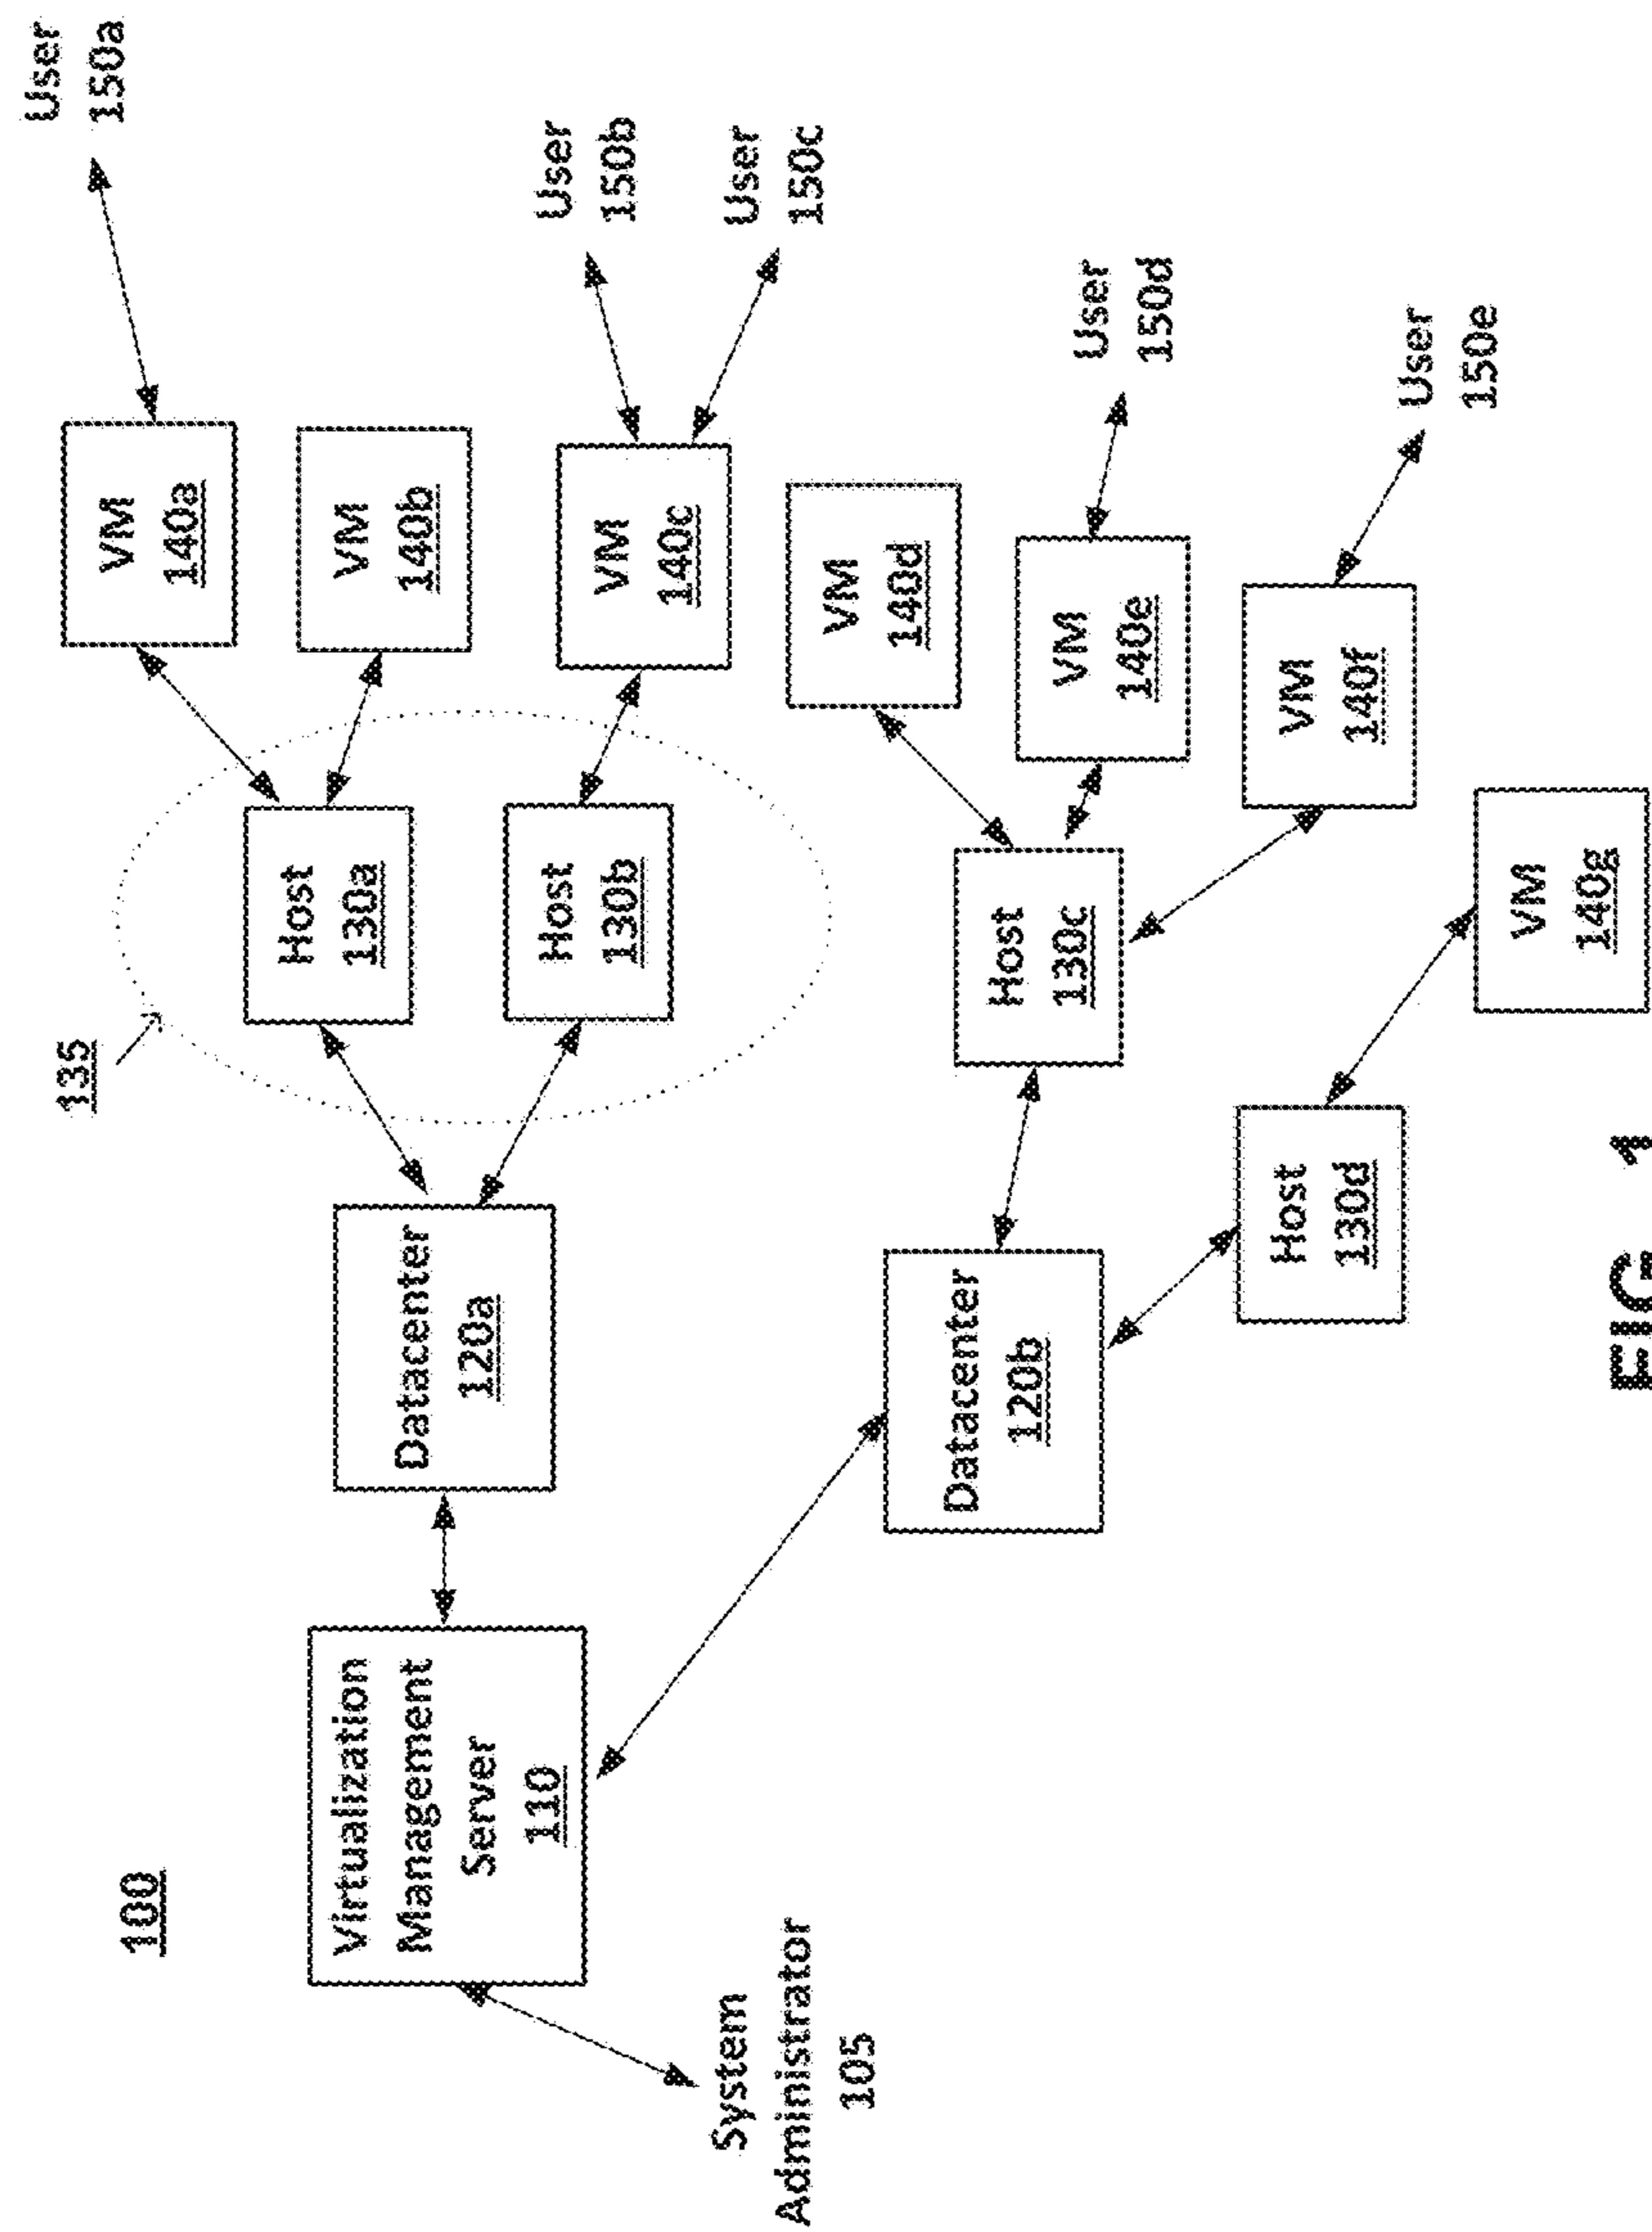 100
135
Virtualization
Management
Server
110
System
Administrator
105
Datacenter
120a
Datacenter
120b
Host
130a
Host
130b
Host
130c
Host
130d
VM
140a
VM
140b
VM
140c
VM
140d
VM
140e
VM
140f
VM
140g
User
150a
User
150b
User
150c
User
150d
User
150e
FIG. 1